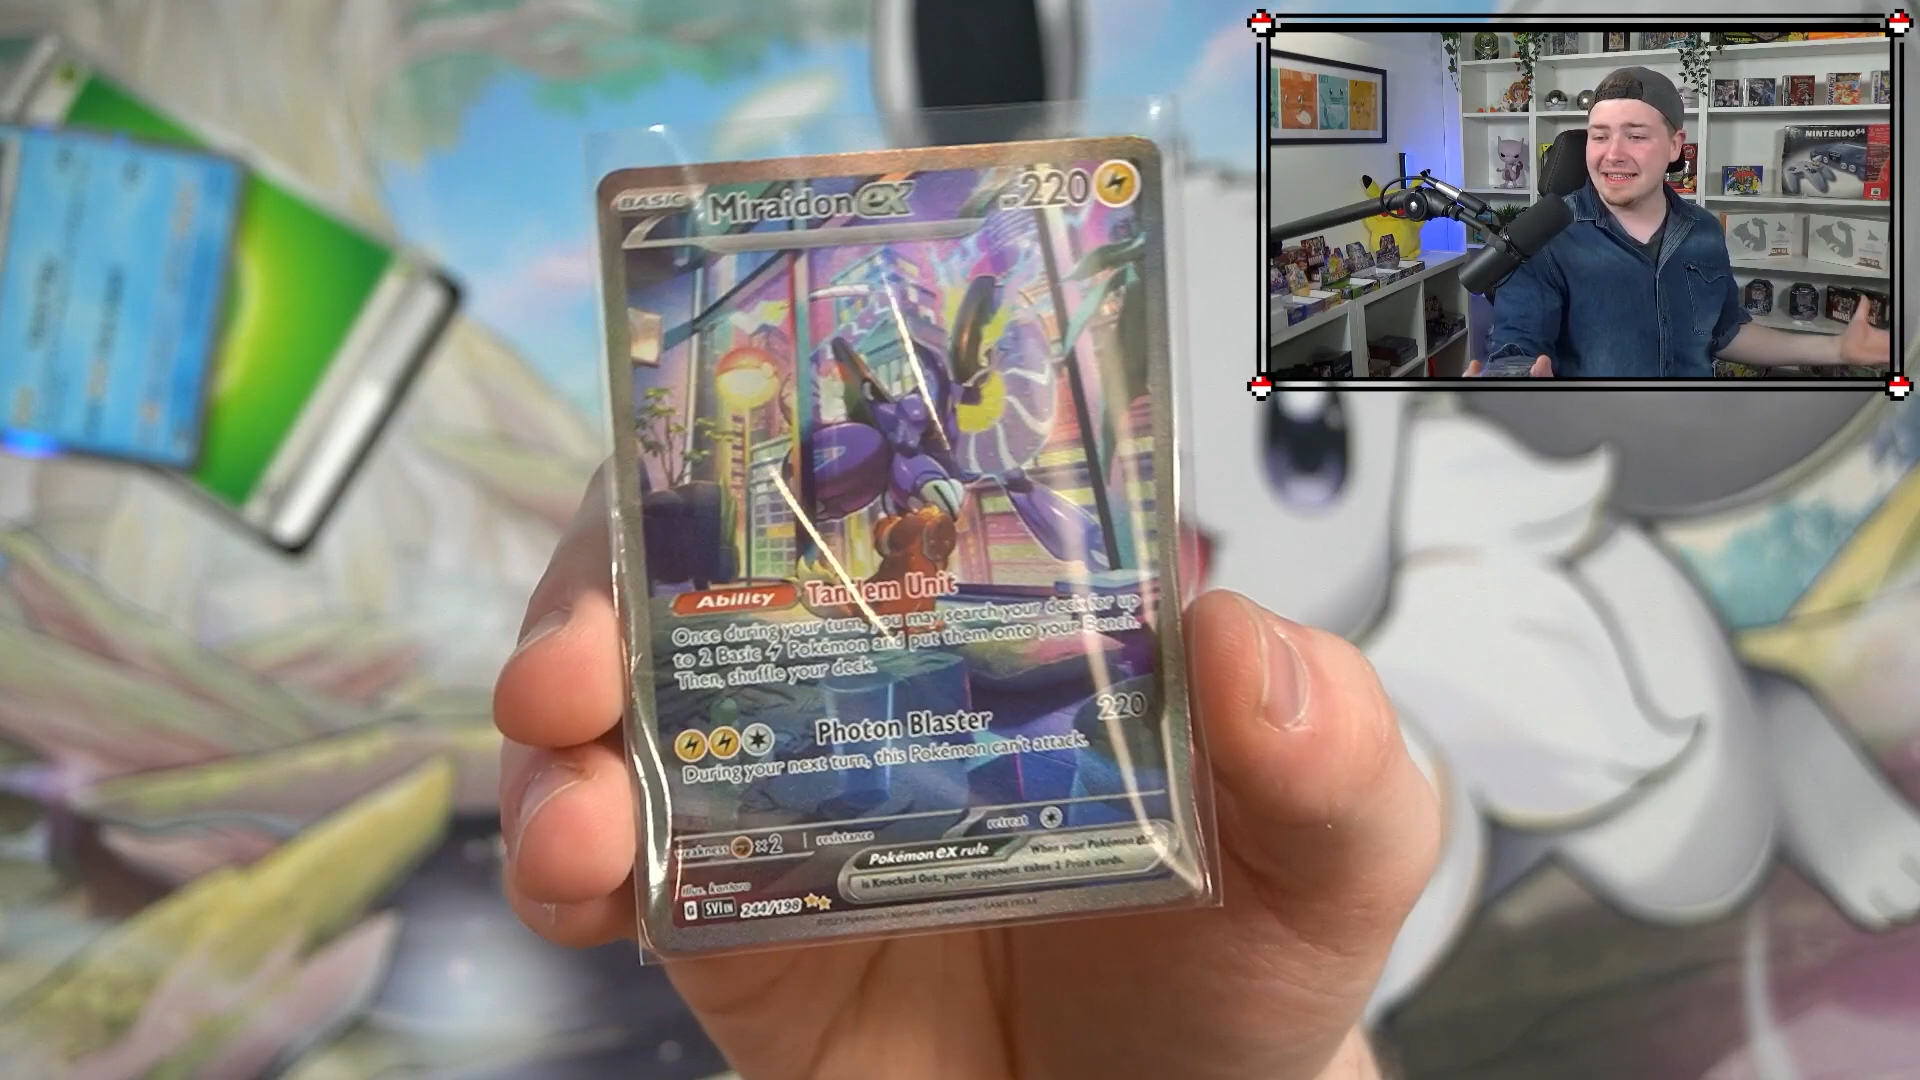 BASIC Miraidon ex HP 220
Ability Tandem Unit
Once during your turn, you may search your deck for up
to 2 Basic Pokémon and put them onto your Bench.
Then, shuffle your deck.
Photon Blaster 220
During your next turn, this Pokémon can't attack.
weakness x2 resistance retreat
Pokémon ex rule When your Pokémon ex
is Knocked Out, your opponent takes 2 Prize cards.
Illus. kantaro
G SVI EN 244/198
NINTENDO 64